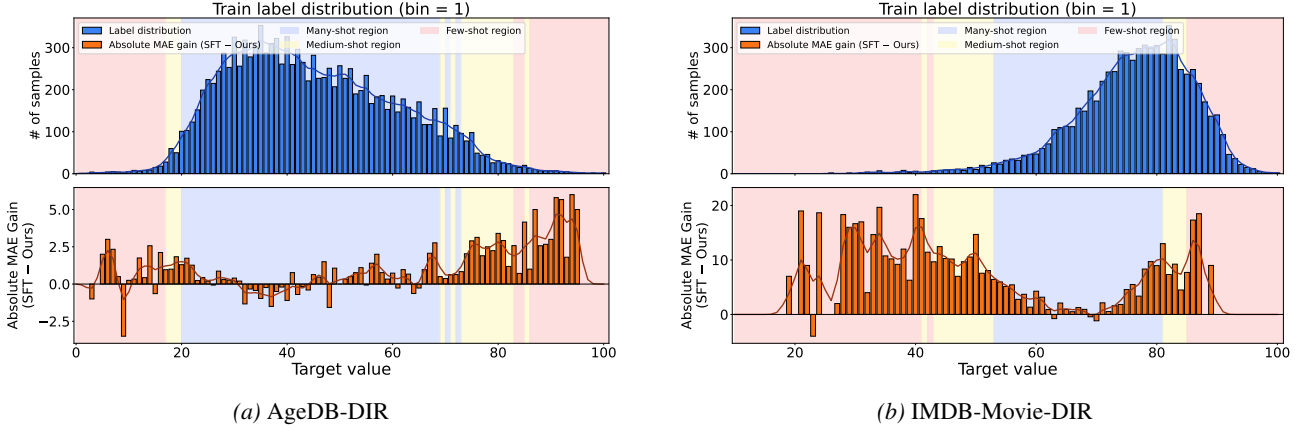 Train label distribution (bin = 1)
# of samples
300
200
100
0
Label distribution
Absolute MAE gain (SFT − Ours)
Many-shot region
Medium-shot region
Few-shot region
Absolute MAE Gain
(SFT − Ours)
5.0
2.5
0.0
−2.5
0 20 40 60 80 100
Target value
(a) AgeDB-DIR
Train label distribution (bin = 1)
# of samples
300
200
100
0
Label distribution
Absolute MAE gain (SFT − Ours)
Many-shot region
Medium-shot region
Few-shot region
Absolute MAE Gain
(SFT − Ours)
20
10
0
20 40 60 80 100
Target value
(b) IMDB-Movie-DIR